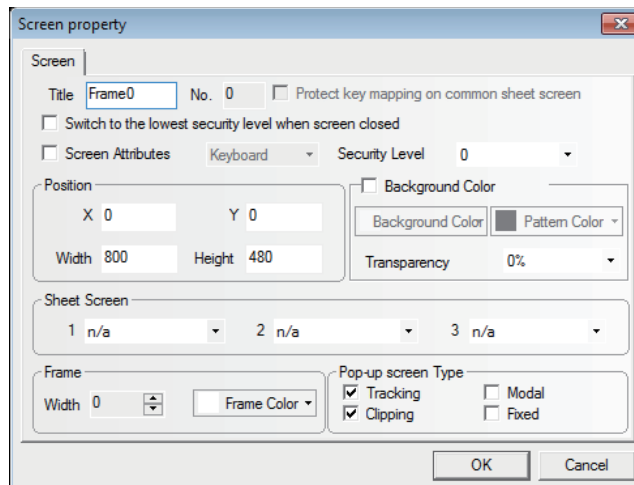 Screen property
Screen
Title Frame0 No. 0 Protect key mapping on common sheet screen
Switch to the lowest security level when screen closed
Screen Attributes Keyboard Security Level 0
Position Background Color
X 0 Y 0 Background Color Pattern Color
Width 800 Height 480 Transparency 0%
Sheet Screen
1 n/a 2 n/a 3 n/a
Frame Pop-up screen Type
Width 0 Frame Color Tracking Modal
Clipping Fixed
OK Cancel